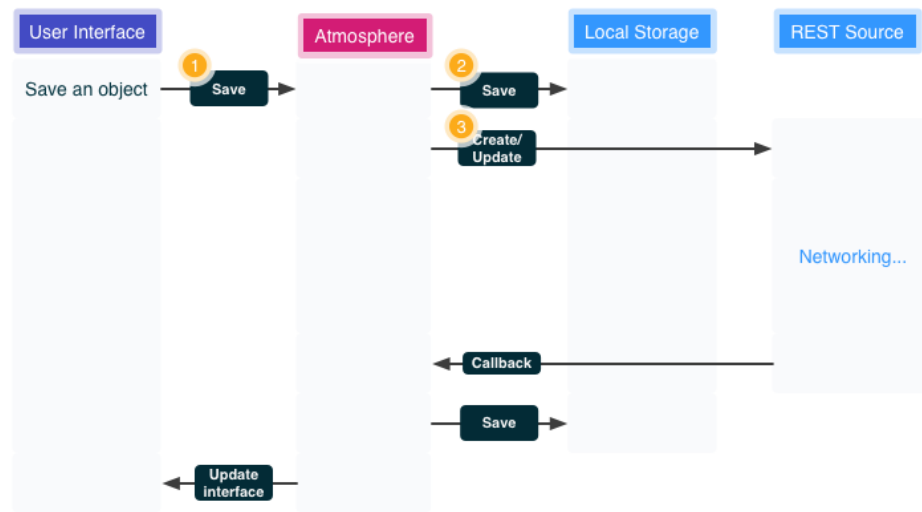 User Interface
Atmosphere
Local Storage
REST Source
1
2
Save an object
Save
Save
3
Create/
Update
Networking...
Callback
Save
Update
interface